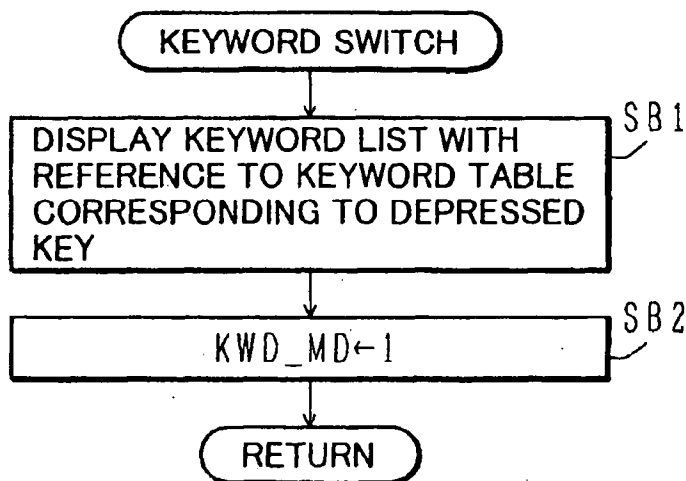 KEYWORD SWITCH
SB1
DISPLAY KEYWORD LIST WITH
REFERENCE TO KEYWORD TABLE
CORRESPONDING TO DEPRESSED
KEY
SB2
KWD_MD←1
RETURN